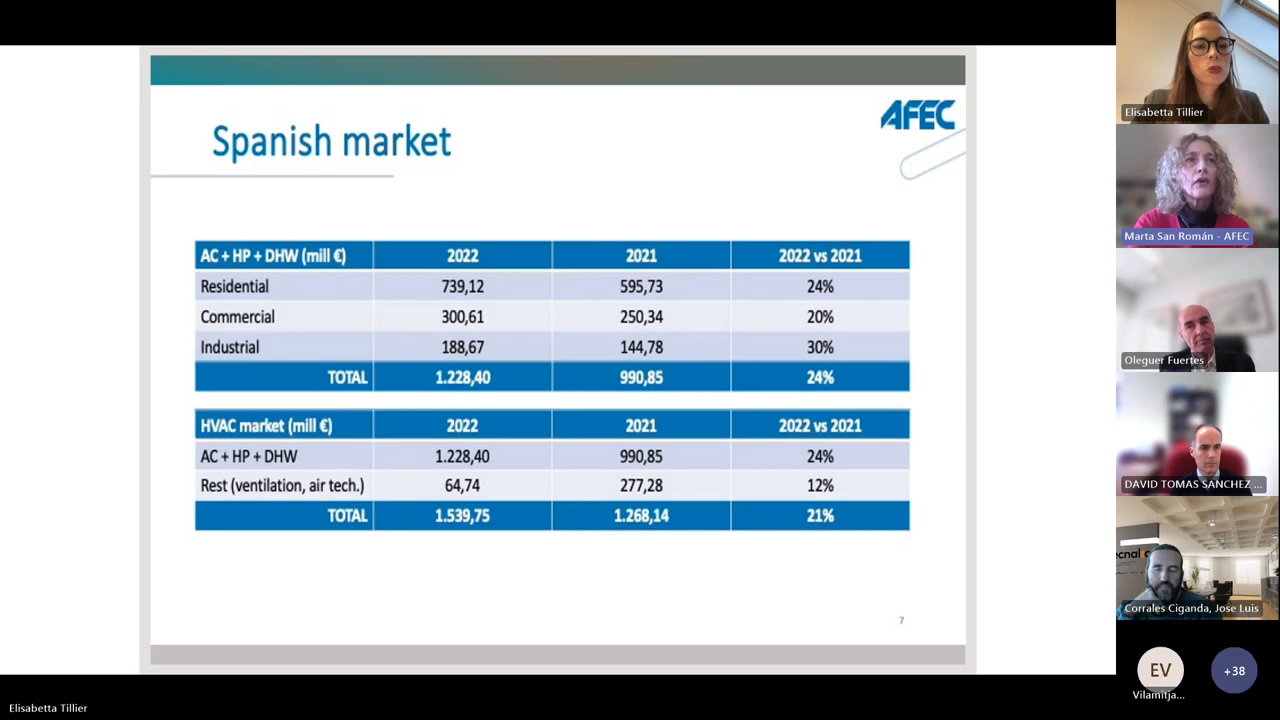 AFEC
Spanish market
AC + HP + DHW (mill €) 2022 2021 2022 vs 2021
Residential 739,12 595,73 24%
Commercial 300,61 250,34 20%
Industrial 188,67 144,78 30%
TOTAL 1.228,40 990,85 24%
HVAC market (mill €) 2022 2021 2022 vs 2021
AC + HP + DHW 1.228,40 990,85 24%
Rest (ventilation, air tech.) 64,74 277,28 12%
TOTAL 1.539,75 1.268,14 21%
7
Elisabetta Tillier
Elisabetta Tillier
Marta San Román - AFEC
Oleguer Fuertes
DAVID TOMAS SANCHEZ ...
Corrales Ciganda, Jose Luis
EV
Vilamitja...
+38